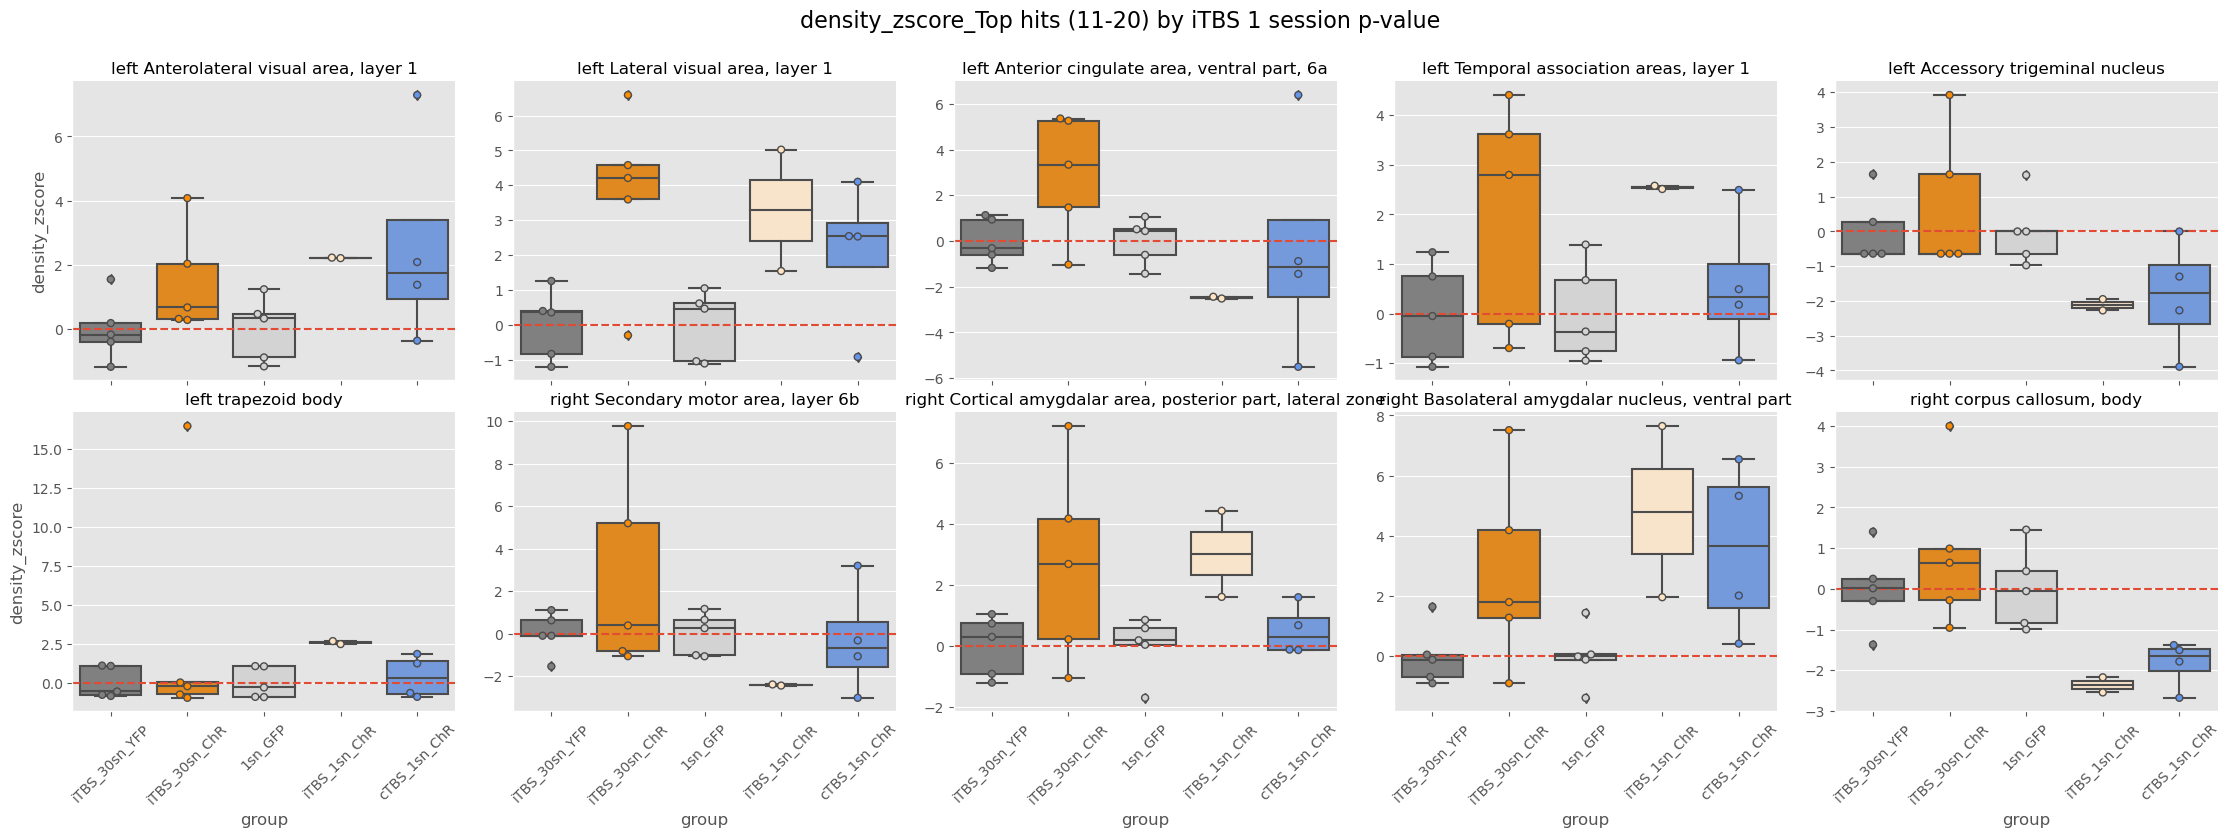 density_zscore_Top hits (11-20) by iTBS 1 session p-value
left Anterolateral visual area, layer 1
left Lateral visual area, layer 1
left Anterior cingulate area, ventral part, 6a
left Temporal association areas, layer 1
left Accessory trigeminal nucleus
density_zscore
6
4
2
0
6
5
4
3
2
1
0
−1
6
4
2
0
−2
−4
−6
4
3
2
1
0
−1
4
3
2
1
0
−1
−2
−3
−4
left trapezoid body
right Secondary motor area, layer 6b
right Cortical amygdalar area, posterior part, lateral zone
right Basolateral amygdalar nucleus, ventral part
right corpus callosum, body
density_zscore
15.0
12.5
10.0
7.5
5.0
2.5
0.0
10
8
6
4
2
0
−2
6
4
2
0
−2
8
6
4
2
0
4
3
2
1
0
−1
−2
−3
iTBS_30sn_YFP
iTBS_30sn_ChR
1sn_GFP
iTBS_1sn_ChR
cTBS_1sn_ChR
iTBS_30sn_YFP
iTBS_30sn_ChR
1sn_GFP
iTBS_1sn_ChR
cTBS_1sn_ChR
iTBS_30sn_YFP
iTBS_30sn_ChR
1sn_GFP
iTBS_1sn_ChR
cTBS_1sn_ChR
iTBS_30sn_YFP
iTBS_30sn_ChR
1sn_GFP
iTBS_1sn_ChR
cTBS_1sn_ChR
iTBS_30sn_YFP
iTBS_30sn_ChR
1sn_GFP
iTBS_1sn_ChR
cTBS_1sn_ChR
group
group
group
group
group